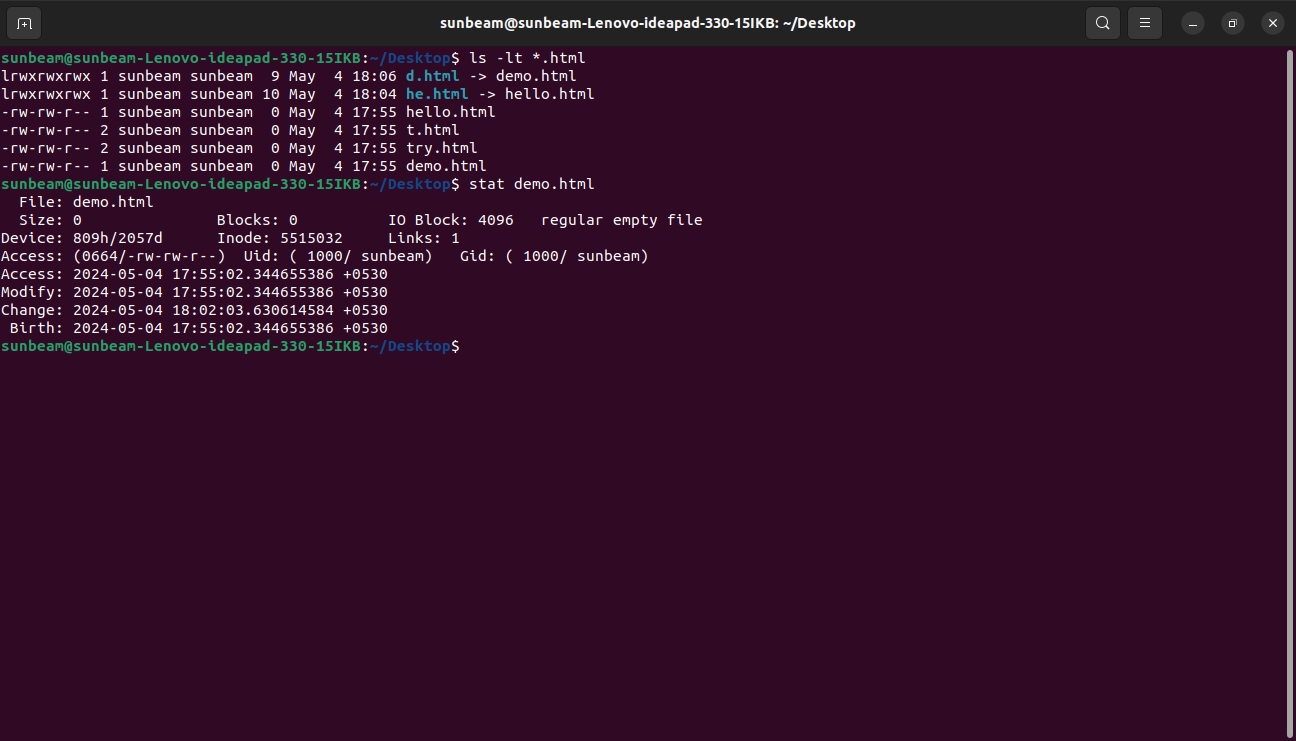 sunbeam@sunbeam-Lenovo-ideapad-330-15IKB: ~/Desktop
sunbeam@sunbeam-Lenovo-ideapad-330-15IKB:~/Desktop$ ls -lt *.html
lrwxrwxrwx 1 sunbeam sunbeam  9 May  4 18:06 d.html -> demo.html
lrwxrwxrwx 1 sunbeam sunbeam 10 May  4 18:04 he.html -> hello.html
-rw-rw-r-- 1 sunbeam sunbeam  0 May  4 17:55 hello.html
-rw-rw-r-- 2 sunbeam sunbeam  0 May  4 17:55 t.html
-rw-rw-r-- 2 sunbeam sunbeam  0 May  4 17:55 try.html
-rw-rw-r-- 1 sunbeam sunbeam  0 May  4 17:55 demo.html
sunbeam@sunbeam-Lenovo-ideapad-330-15IKB:~/Desktop$ stat demo.html
  File: demo.html
  Size: 0               Blocks: 0          IO Block: 4096   regular empty file
Device: 809h/2057d      Inode: 5515032     Links: 1
Access: (0664/-rw-rw-r--)  Uid: ( 1000/ sunbeam)   Gid: ( 1000/ sunbeam)
Access: 2024-05-04 17:55:02.344655386 +0530
Modify: 2024-05-04 17:55:02.344655386 +0530
Change: 2024-05-04 18:02:03.630614584 +0530
 Birth: 2024-05-04 17:55:02.344655386 +0530
sunbeam@sunbeam-Lenovo-ideapad-330-15IKB:~/Desktop$